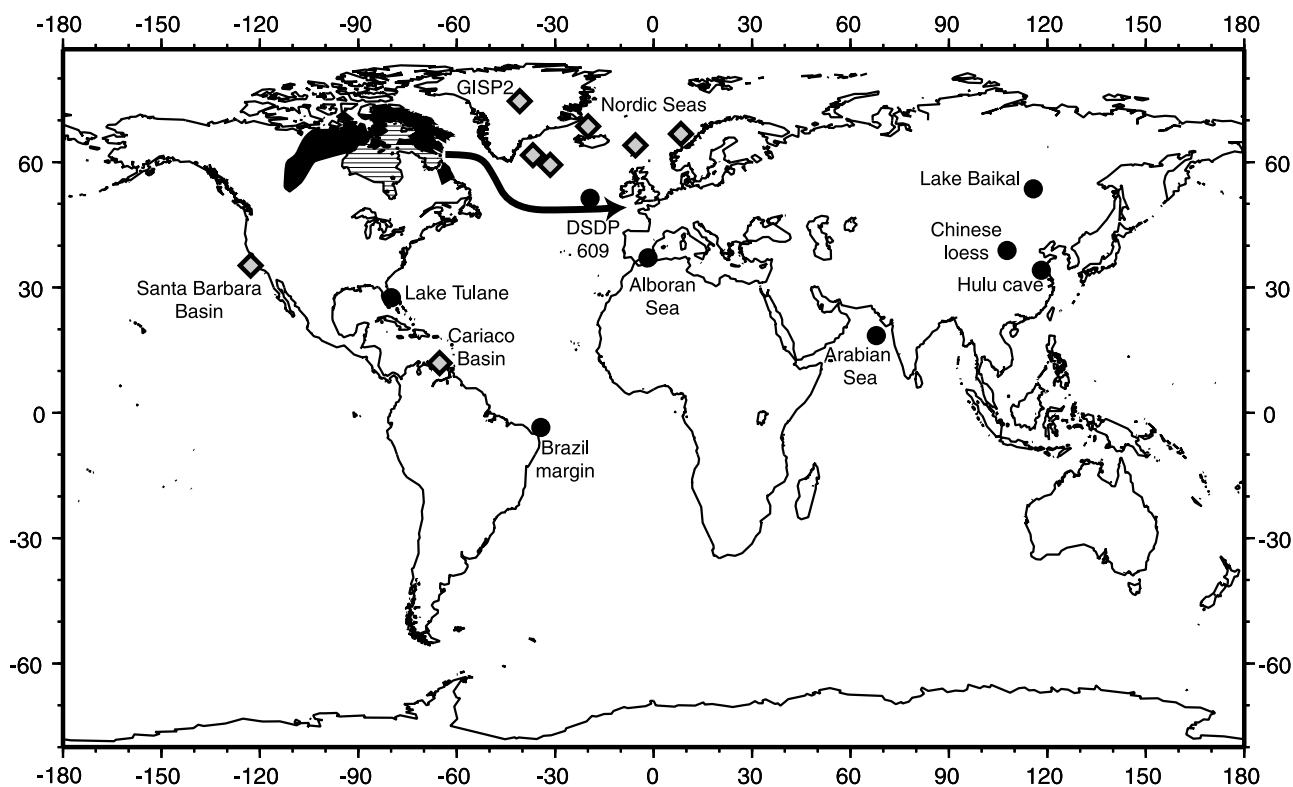 -180 -150 -120 -90 -60 -30 0 30 60 90 120 150 180
GISP2
Nordic Seas
60 60
Lake Baikal
DSDP
609
Chinese
loess
Hulu cave
Alboran
Sea
30 30
Santa Barbara
Basin
Lake Tulane
Cariaco
Basin
Arabian
Sea
0 0
Brazil
margin
-30 -30
-60 -60
-180 -150 -120 -90 -60 -30 0 30 60 90 120 150 180